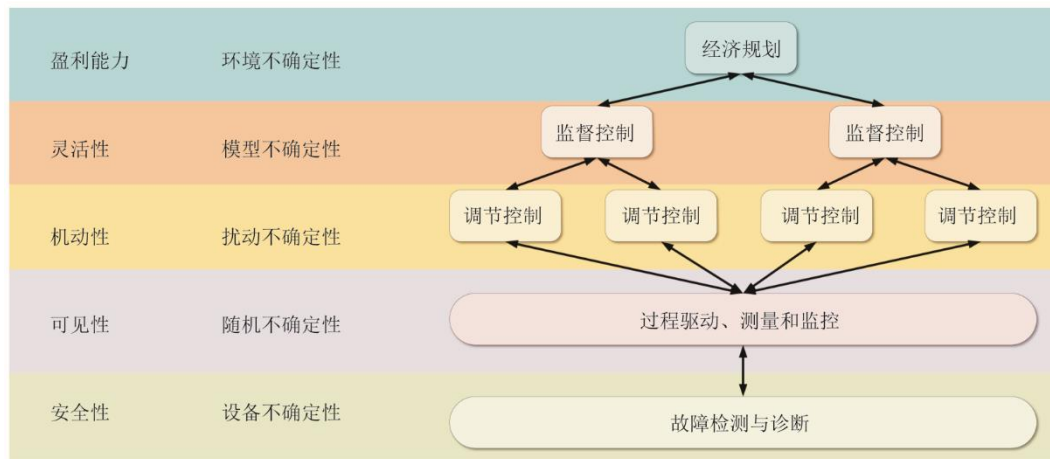 盈利能力 环境不确定性 经济规划
灵活性 模型不确定性 监督控制 监督控制
机动性 扰动不确定性 调节控制 调节控制 调节控制 调节控制
可见性 随机不确定性 过程驱动、测量和监控
安全性 设备不确定性 故障检测与诊断